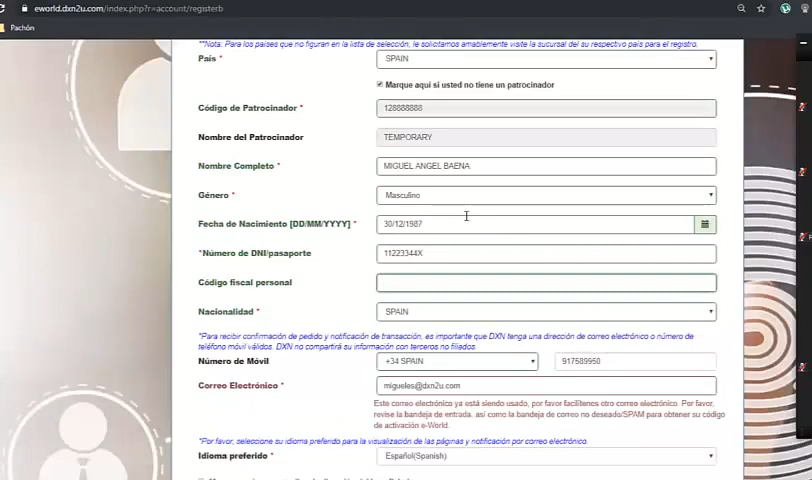 eworld.dxn2u.com/index.php?r=account/registerb
Pachón
**Nota: Para los países que no figuran en la lista de selección, le solicitamos amablemente visite la sucursal del su respectivo país para el registro.
País * SPAIN
Marque aquí si usted no tiene un patrocinador
Código de Patrocinador * 128888888
Nombre del Patrocinador TEMPORARY
Nombre Completo * MIGUEL ANGEL BAENA
Género * Masculino
Fecha de Nacimiento [DD/MM/YYYY] * 30/12/1987
*Número de DNI/pasaporte 11223344X
Código fiscal personal
Nacionalidad * SPAIN
*Para recibir confirmación de pedido y notificación de transacción, es importante que DXN tenga una dirección de correo electrónico o número de
teléfono móvil válidos. DXN no compartirá su información con terceros no filiados.
Número de Móvil +34 SPAIN 917589950
Correo Electrónico * migueles@dxn2u.com
Este correo electrónico ya está siendo usado, por favor facilítenes otro correo electrónico. Por favor,
revise la bandeja de entrada, así como la bandeja de correo no deseado/SPAM para obtener su código
de activación e-World.
*Por favor, seleccione su idioma preferido para la visualización de las páginas y notificación por correo electrónico.
Idioma preferido * Español(Spanish)